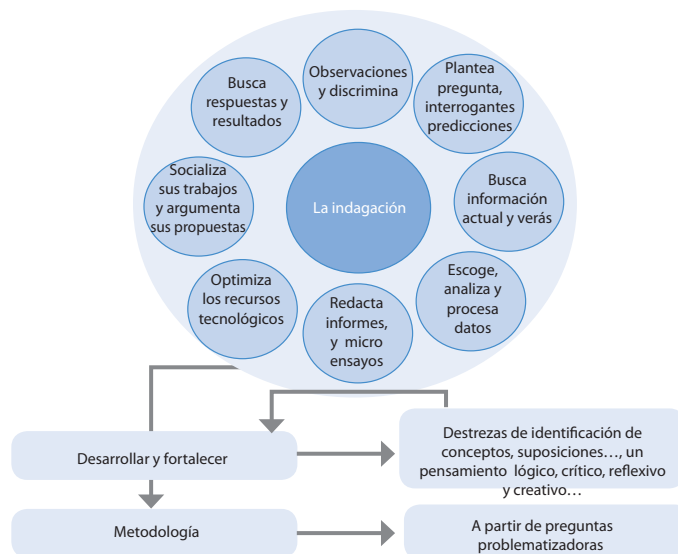 Observaciones
y discrimina
Plantea
pregunta,
interrogantes
predicciones
Busca
información
actual y verás
Escoge,
analiza y
procesa
datos
Redacta
informes,
y micro
ensayos
Optimiza
los recursos
tecnológicos
Socializa
sus trabajos
y argumenta
sus propuestas
Busca
respuestas y
resultados
La indagación
Desarrollar y fortalecer
Destrezas de identificación de
conceptos, suposiciones…, un
pensamiento lógico, crítico, reflexivo
y creativo…
Metodología
A partir de preguntas
problematizadoras